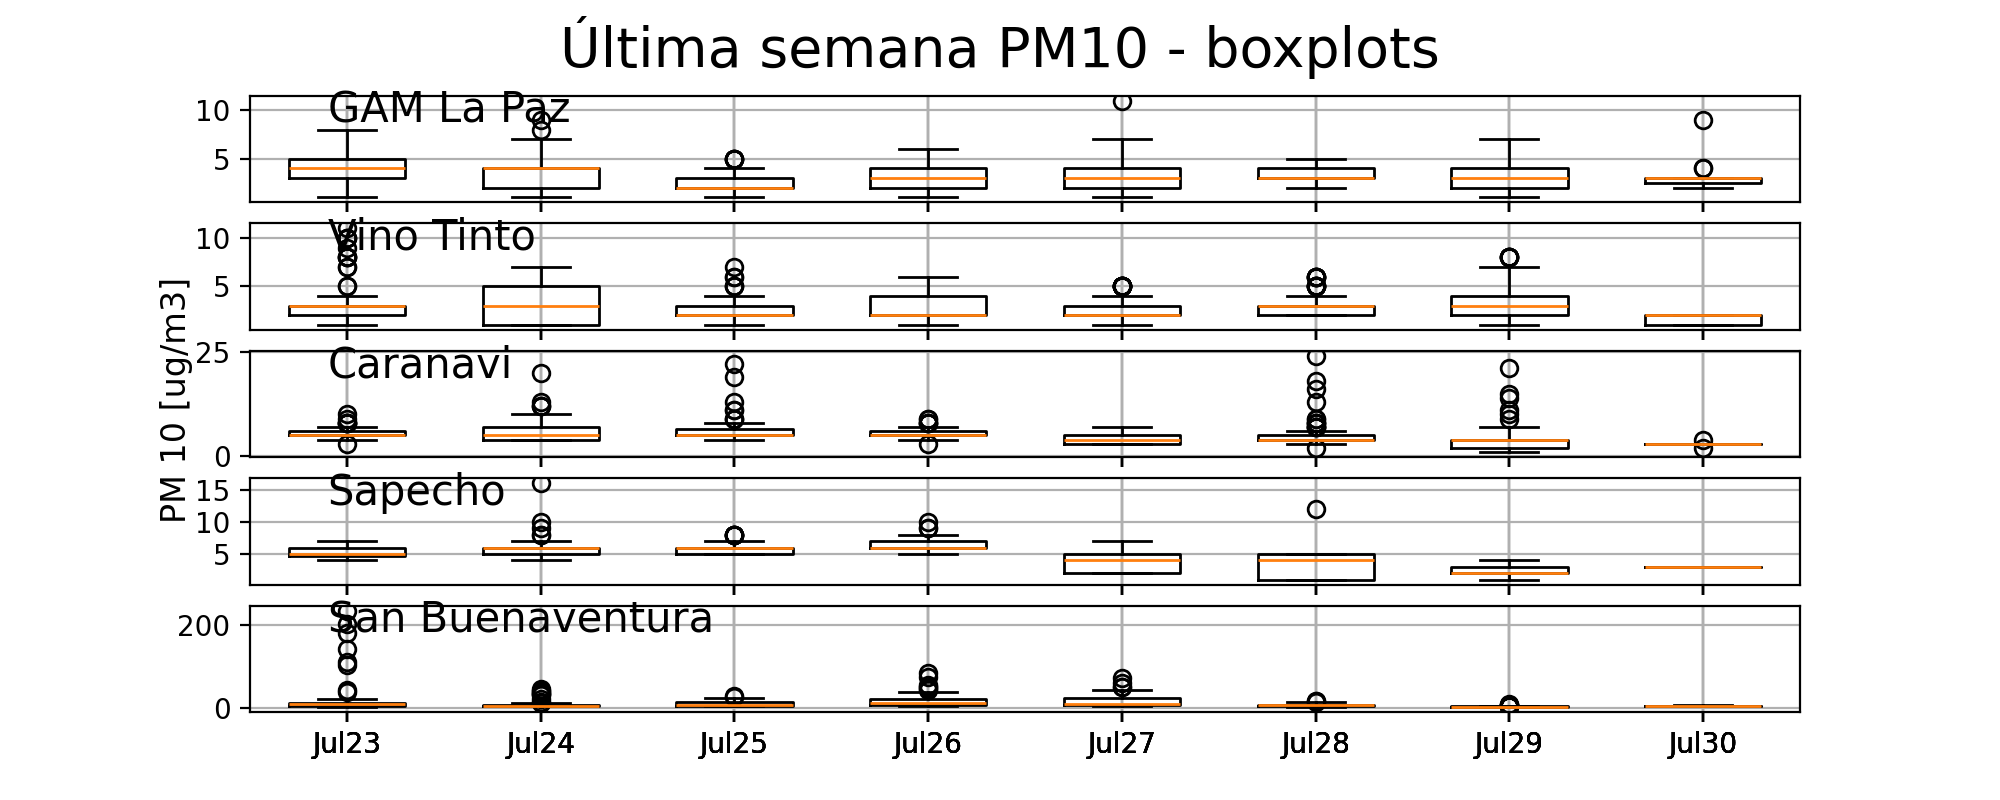 Última semana PM10 - boxplots
GAM La Paz
10
5
Vino Tinto
10
5
PM 10 [ug/m3]
Caranavi
25
0
Sapecho
15
10
5
San Buenaventura
200
0
Jul23 Jul24 Jul25 Jul26 Jul27 Jul28 Jul29 Jul30